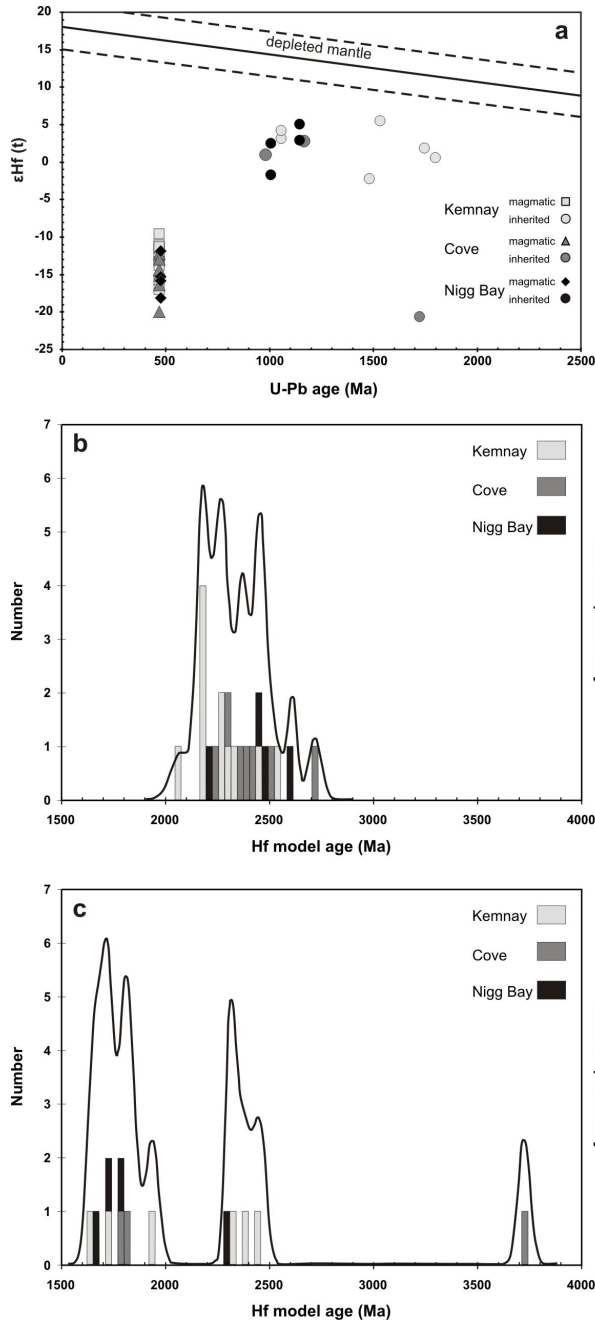 a
20
15
10
5
0
-5
-10
-15
-20
-25
εHf (t)
depleted mantle
Kemnay magmatic
inherited
Cove magmatic
inherited
Nigg Bay magmatic
inherited
0 500 1000 1500 2000 2500
U-Pb age (Ma)
b
7
6
5
4
3
2
1
0
Number
Kemnay
Cove
Nigg Bay
1500 2000 2500 3000 3500 4000
Hf model age (Ma)
c
7
6
5
4
3
2
1
0
Number
Kemnay
Cove
Nigg Bay
1500 2000 2500 3000 3500 4000
Hf model age (Ma)